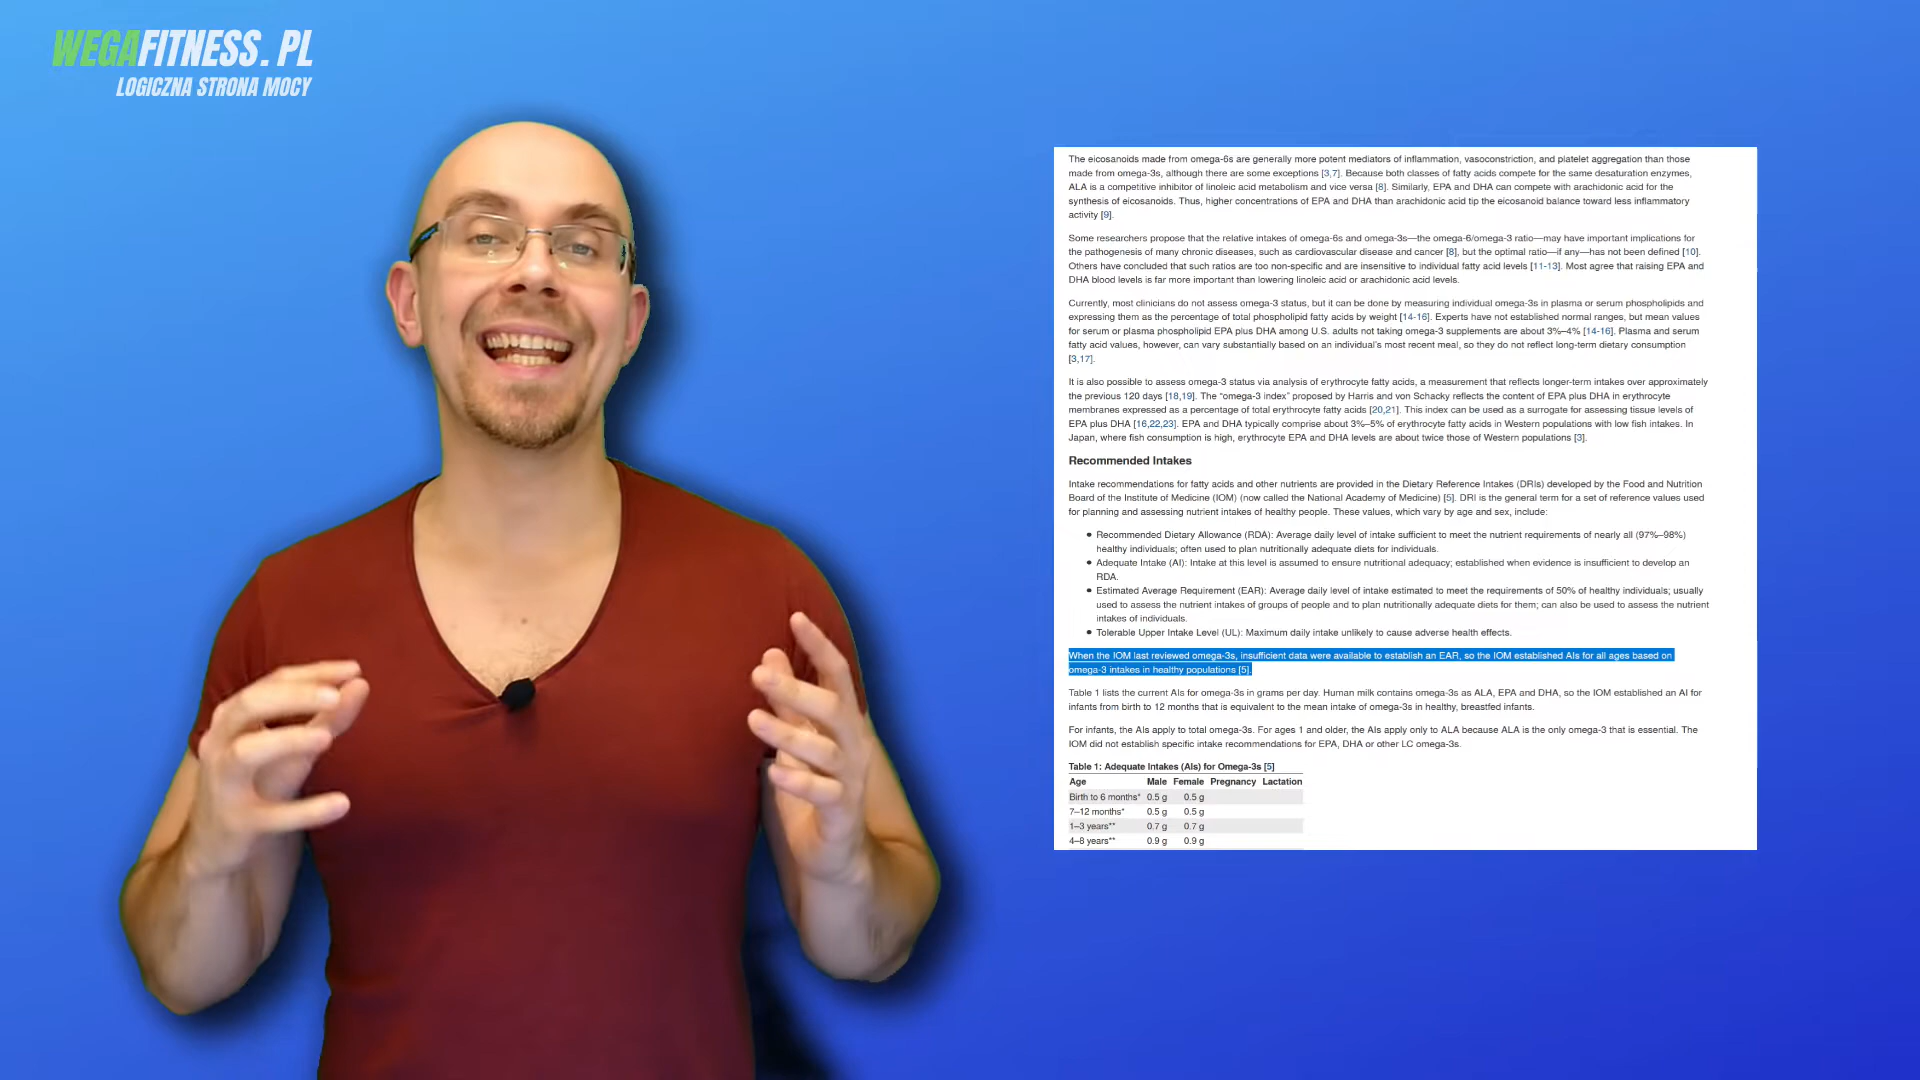 WEGAFITNESS.PL
LOGICZNA STRONA MOCY
The eicosanoids made from omega-6s are generally more potent mediators of inflammation, vasoconstriction, and platelet aggregation than those
made from omega-3s, although there are some exceptions [3,7]. Because both classes of fatty acids compete for the same desaturation enzymes,
ALA is a competitive inhibitor of linoleic acid metabolism and vice versa [8]. Similarly, EPA and DHA can compete with arachidonic acid for the
synthesis of eicosanoids. Thus, higher concentrations of EPA and DHA than arachidonic acid tip the eicosanoid balance toward less inflammatory
activity [9].
Some researchers propose that the relative intakes of omega-6s and omega-3s—the omega-6/omega-3 ratio—may have important implications for
the pathogenesis of many chronic diseases, such as cardiovascular disease and cancer [8], but the optimal ratio—if any—has not been defined [10].
Others have concluded that such ratios are too non-specific and are insensitive to individual fatty acid levels [11-13]. Most agree that raising EPA and
DHA blood levels is far more important than lowering linoleic acid or arachidonic acid levels.
Currently, most clinicians do not assess omega-3 status, but it can be done by measuring individual omega-3s in plasma or serum phospholipids and
expressing them as the percentage of total phospholipid fatty acids by weight [14-16]. Experts have not established normal ranges, but mean values
for serum or plasma phospholipid EPA plus DHA among U.S. adults not taking omega-3 supplements are about 3%–4% [14-16]. Plasma and serum
fatty acid values, however, can vary substantially based on an individual's most recent meal, so they do not reflect long-term dietary consumption
[3,17].
It is also possible to assess omega-3 status via analysis of erythrocyte fatty acids, a measurement that reflects longer-term intakes over approximately
the previous 120 days [18,19]. The "omega-3 index" proposed by Harris and von Schacky reflects the content of EPA plus DHA in erythrocyte
membranes expressed as a percentage of total erythrocyte fatty acids [20,21]. This index can be used as a surrogate for assessing tissue levels of
EPA plus DHA [16,22,23]. EPA and DHA typically comprise about 3%–5% of erythrocyte fatty acids in Western populations with low fish intakes. In
Japan, where fish consumption is high, erythrocyte EPA and DHA levels are about twice those of Western populations [3].
Recommended Intakes
Intake recommendations for fatty acids and other nutrients are provided in the Dietary Reference Intakes (DRIs) developed by the Food and Nutrition
Board of the Institute of Medicine (IOM) (now called the National Academy of Medicine) [5]. DRI is the general term for a set of reference values used
for planning and assessing nutrient intakes of healthy people. These values, which vary by age and sex, include:
● Recommended Dietary Allowance (RDA): Average daily level of intake sufficient to meet the nutrient requirements of nearly all (97%–98%)
healthy individuals; often used to plan nutritionally adequate diets for individuals.
● Adequate Intake (AI): Intake at this level is assumed to ensure nutritional adequacy; established when evidence is insufficient to develop an
RDA.
● Estimated Average Requirement (EAR): Average daily level of intake estimated to meet the requirements of 50% of healthy individuals; usually
used to assess the nutrient intakes of groups of people and to plan nutritionally adequate diets for them; can also be used to assess the nutrient
intakes of individuals.
● Tolerable Upper Intake Level (UL): Maximum daily intake unlikely to cause adverse health effects.
When the IOM last reviewed omega-3s, insufficient data were available to establish an EAR, so the IOM established AIs for all ages based on
omega-3 intakes in healthy populations [5].
Table 1 lists the current AIs for omega-3s in grams per day. Human milk contains omega-3s as ALA, EPA and DHA, so the IOM established an AI for
infants from birth to 12 months that is equivalent to the mean intake of omega-3s in healthy, breastfed infants.
For infants, the AIs apply to total omega-3s. For ages 1 and older, the AIs apply only to ALA because ALA is the only omega-3 that is essential. The
IOM did not establish specific intake recommendations for EPA, DHA or other LC omega-3s.
Table 1: Adequate Intakes (AIs) for Omega-3s [5]
Age Male Female Pregnancy Lactation
Birth to 6 months* 0.5 g 0.5 g
7–12 months* 0.5 g 0.5 g
1–3 years** 0.7 g 0.7 g
4–8 years** 0.9 g 0.9 g